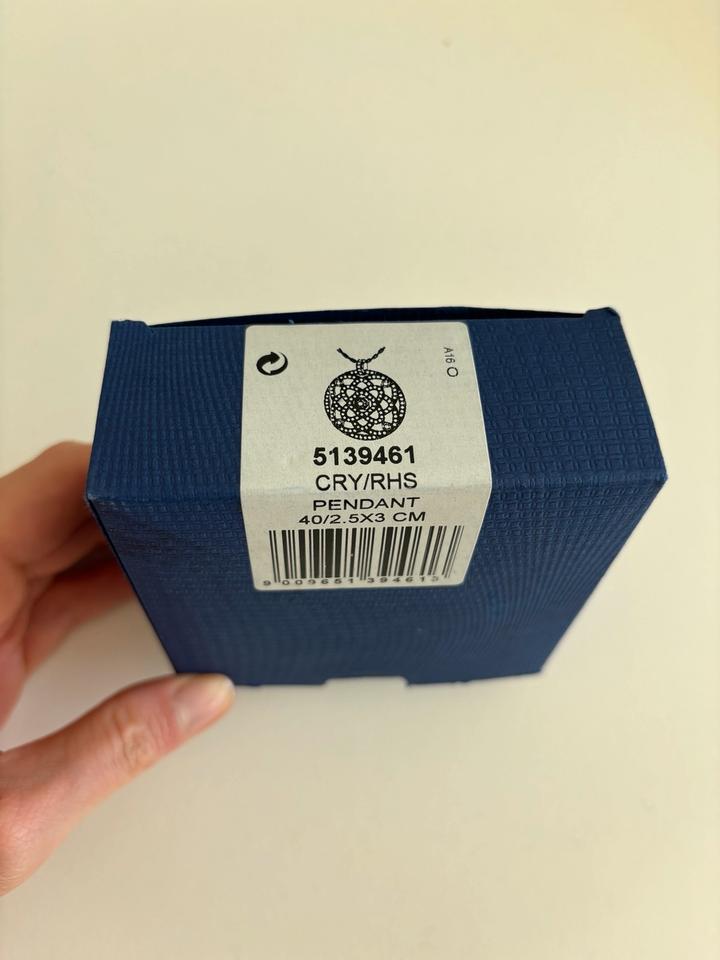 A16
5139461
CRY/RHS
PENDANT
40/2.5X3 CM
9 009651 394613